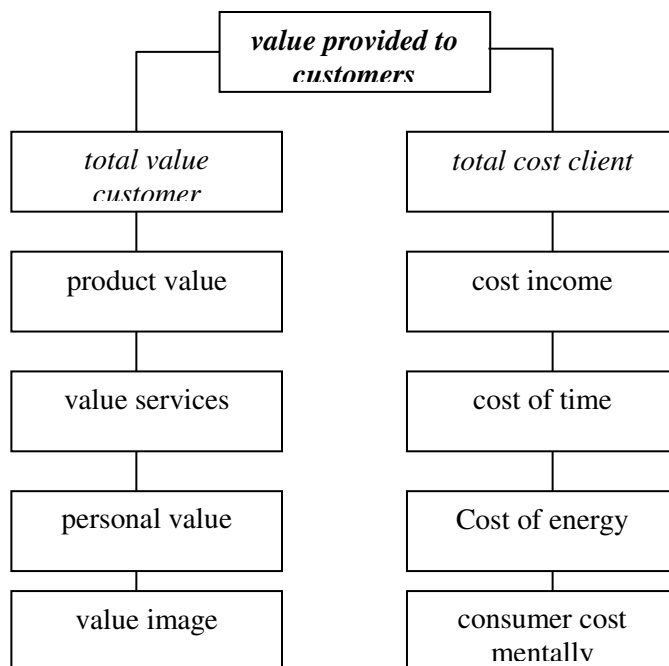 value provided to
customers
total value
customer
product value
value services
personal value
value image
total cost client
cost income
cost of time
Cost of energy
consumer cost
mentally